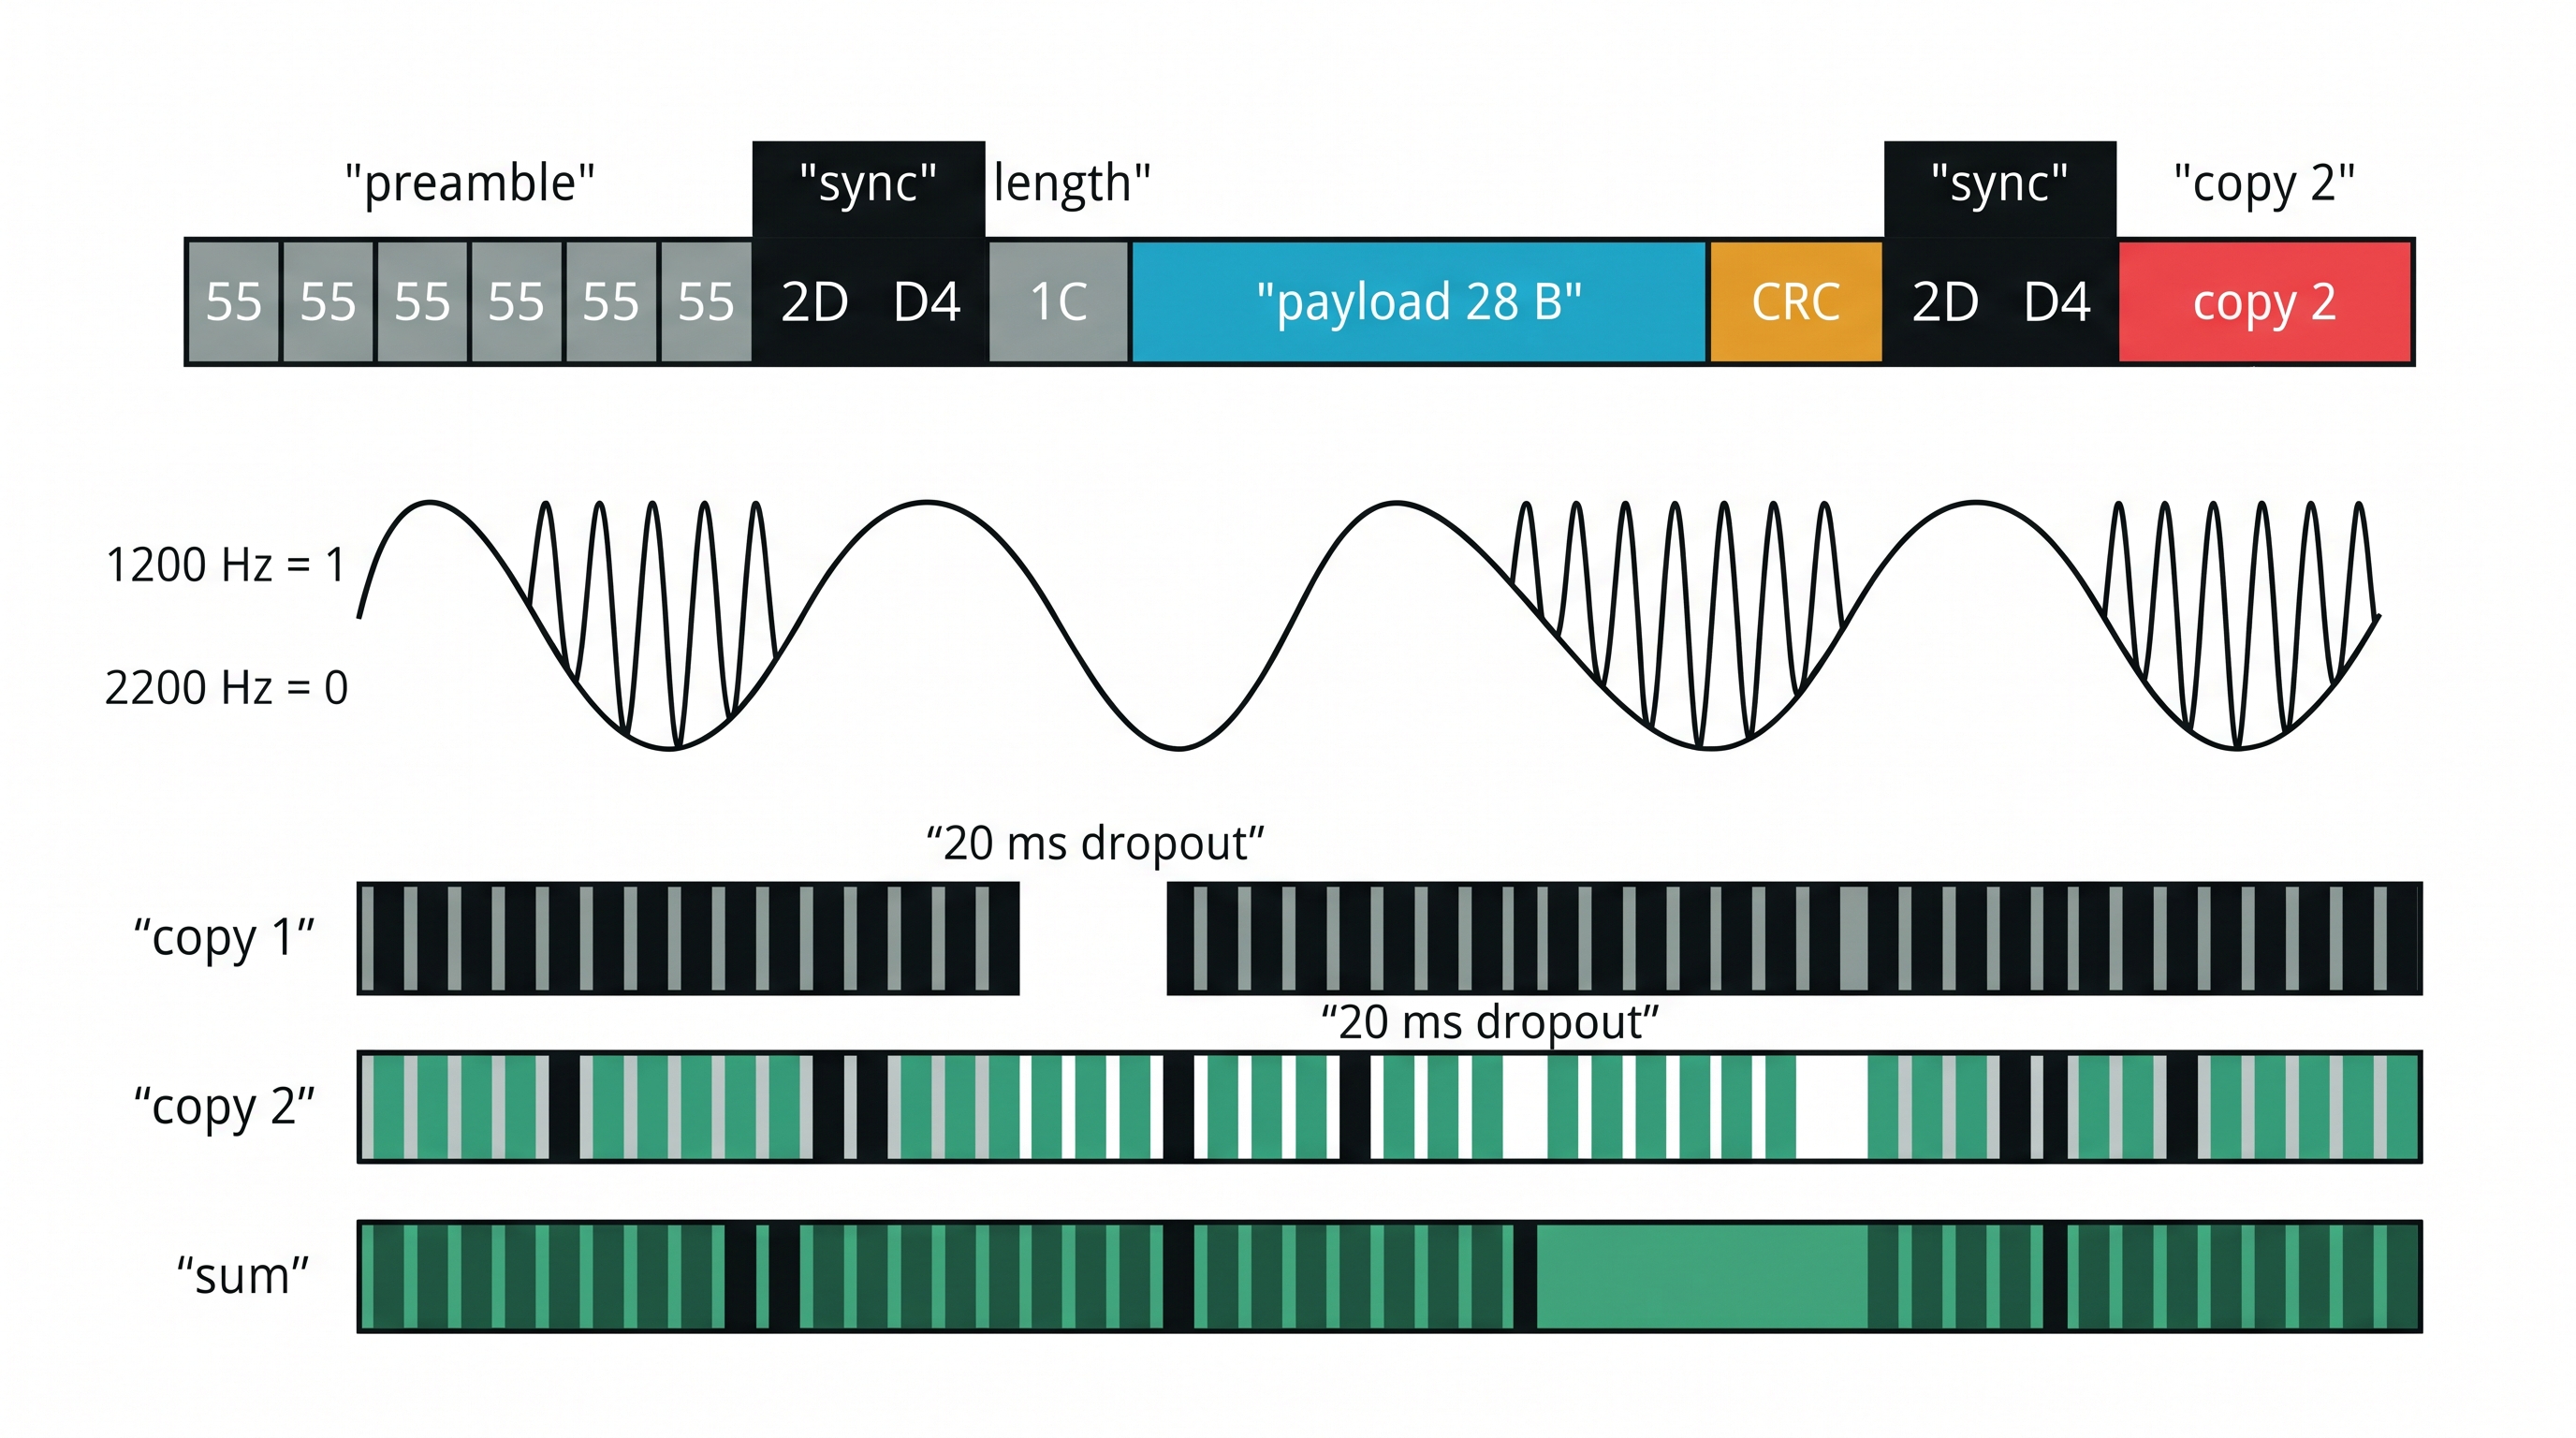 "preamble" "sync" length" "sync" "copy 2"
55 55 55 55 55 55 2D D4 1C "payload 28 B" CRC 2D D4 copy 2
1200 Hz = 1
2200 Hz = 0
“20 ms dropout”
“copy 1”
“20 ms dropout”
“copy 2”
“sum”